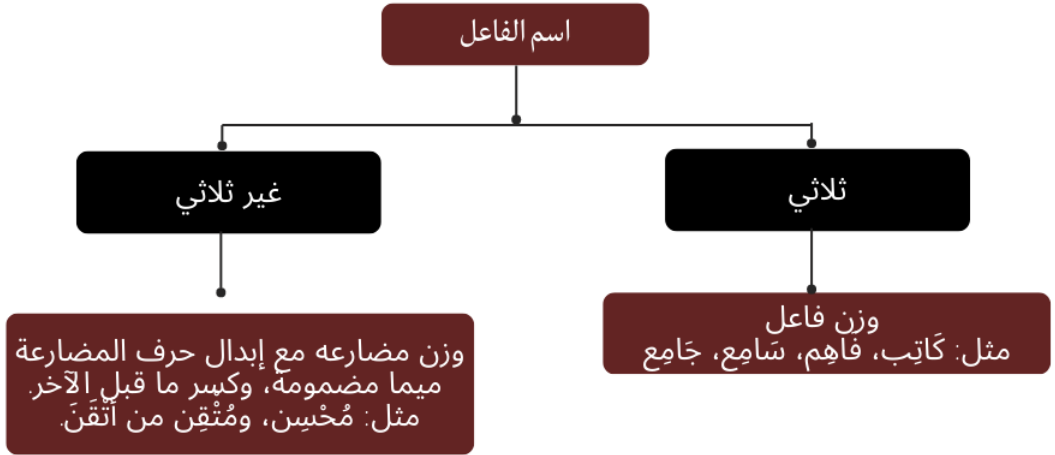 اسم الفاعل
ثلاثي
غير ثلاثي
وزن فاعل
مثل: كَاتِب، فَاهِم، سَامِع، جَامِع
وزن مضارعه مع إبدال حرف المضارعة
ميما مضمومة، وكسر ما قبل الآخر.
مثل: مُحْسِن، ومُتْقِن من أَتْقَنَ.